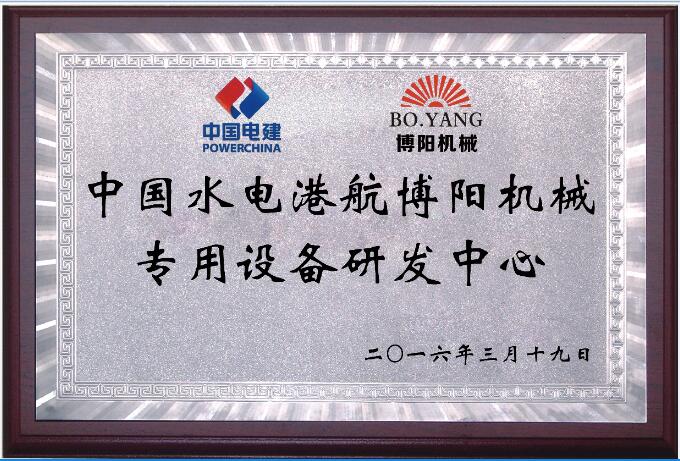 中国电建
POWERCHINA
BO.YANG
博阳机械
中国水电港航博阳机械
专用设备研发中心
二〇一六年三月十九日